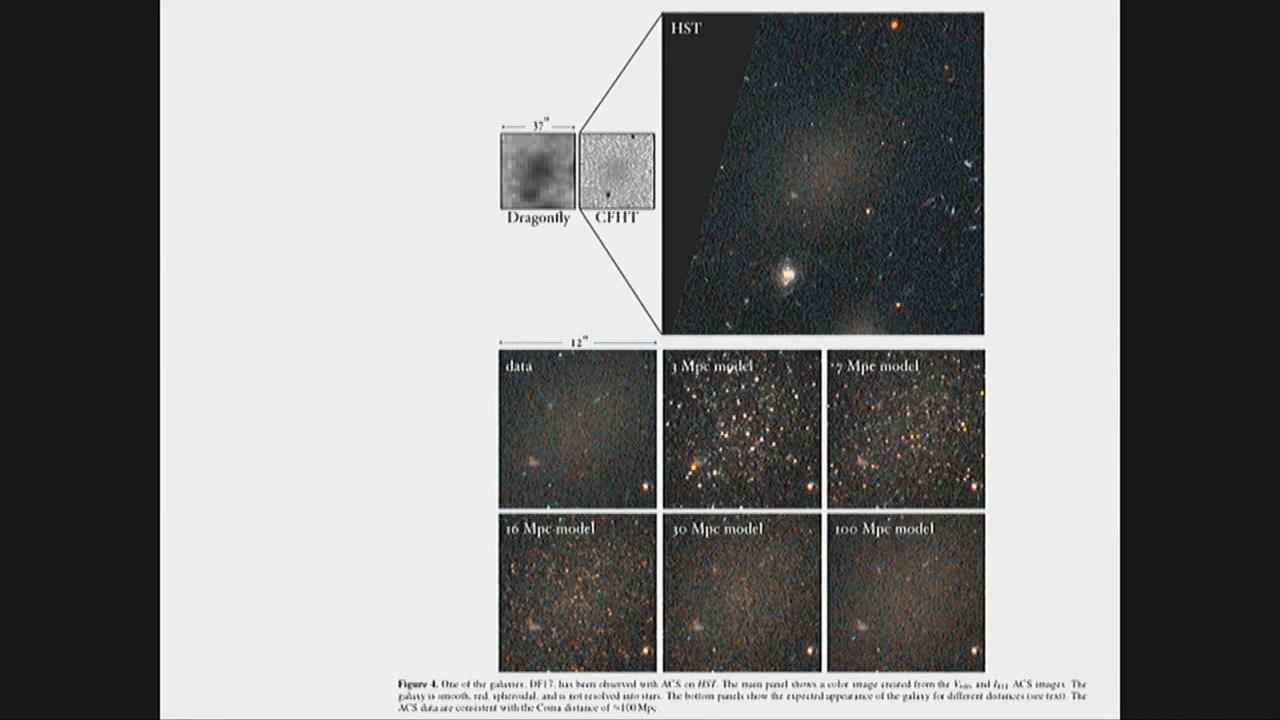 HST
37"
Dragonfly CFHT
12"
data
3 Mpc model
7 Mpc model
16 Mpc model
30 Mpc model
100 Mpc model
Figure 4. One of the galaxies, DF17, has been observed with ACS on HST. The main panel shows a color image created from the V606 and I814 ACS images. The
galaxy is smooth, red, spheroidal, and is not resolved into stars. The bottom panels show the expected appearance of the galaxy for different distances (see text). The
ACS data are consistent with the Coma distance of ≈100 Mpc.